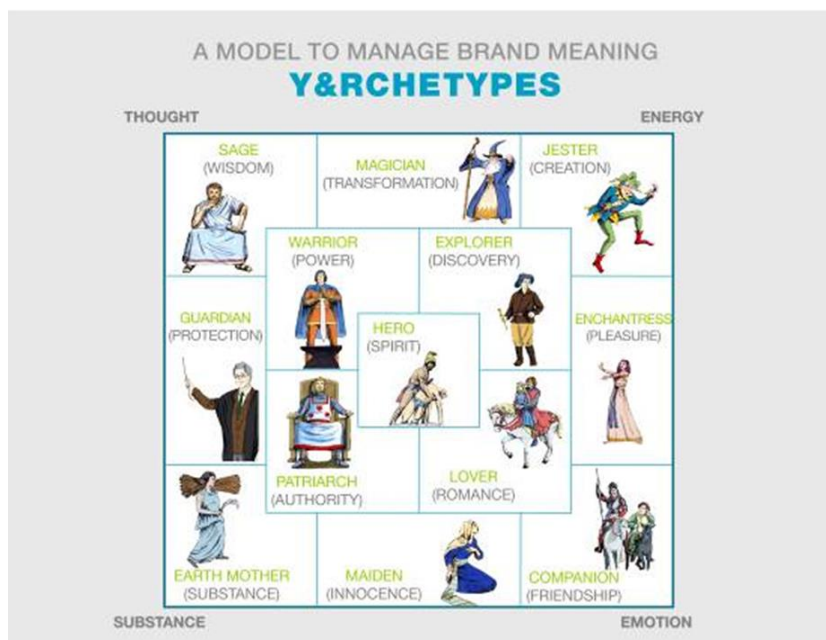 A MODEL TO MANAGE BRAND MEANING
Y&RCHETYPES
THOUGHT
ENERGY
SAGE
(WISDOM)
MAGICIAN
(TRANSFORMATION)
JESTER
(CREATION)
WARRIOR
(POWER)
EXPLORER
(DISCOVERY)
GUARDIAN
(PROTECTION)
HERO
(SPIRIT)
ENCHANTRESS
(PLEASURE)
PATRIARCH
(AUTHORITY)
LOVER
(ROMANCE)
EARTH MOTHER
(SUBSTANCE)
MAIDEN
(INNOCENCE)
COMPANION
(FRIENDSHIP)
SUBSTANCE
EMOTION